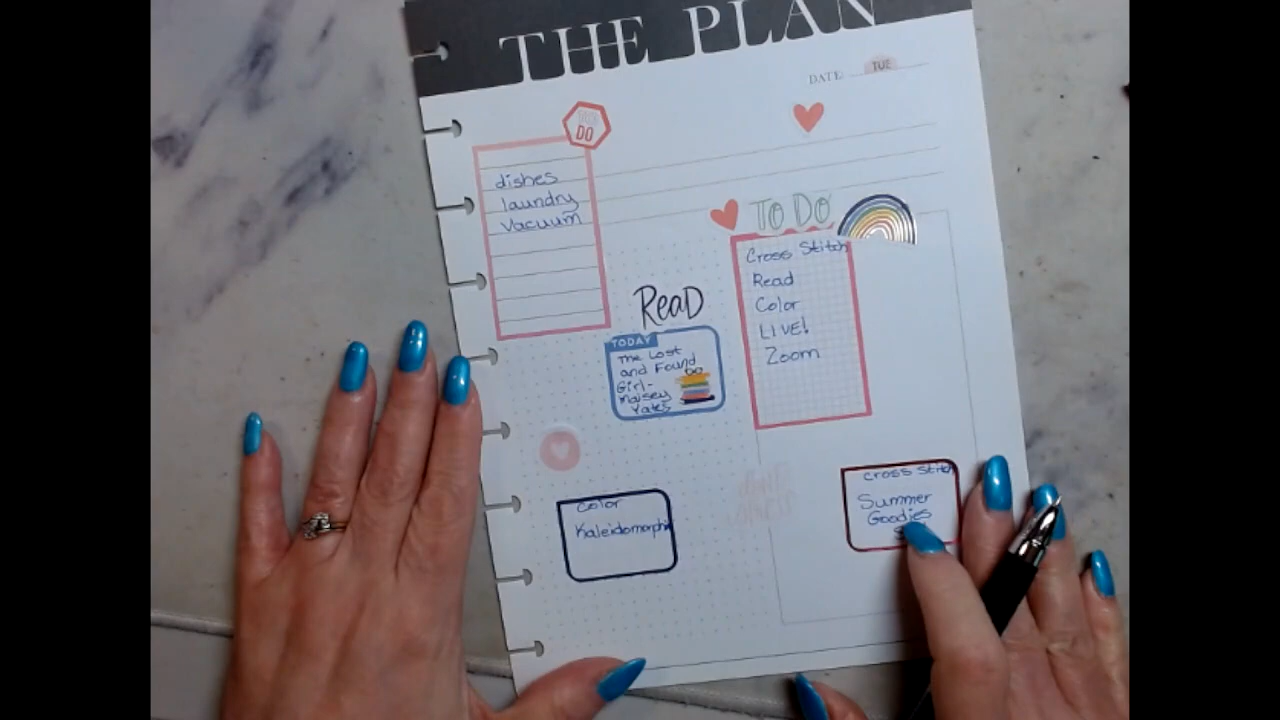 THE PLAN
DATE TUE
DO
dishes
laundry
Vacuum
TO DO
Cross Stitch
Read
Color
LIVE!
Zoom
Read
TODAY
The Lost
and Found
Girl-
Maisey
Yates
Color
Kaleidomorphia
Cross Stitch
Summer
Goodies